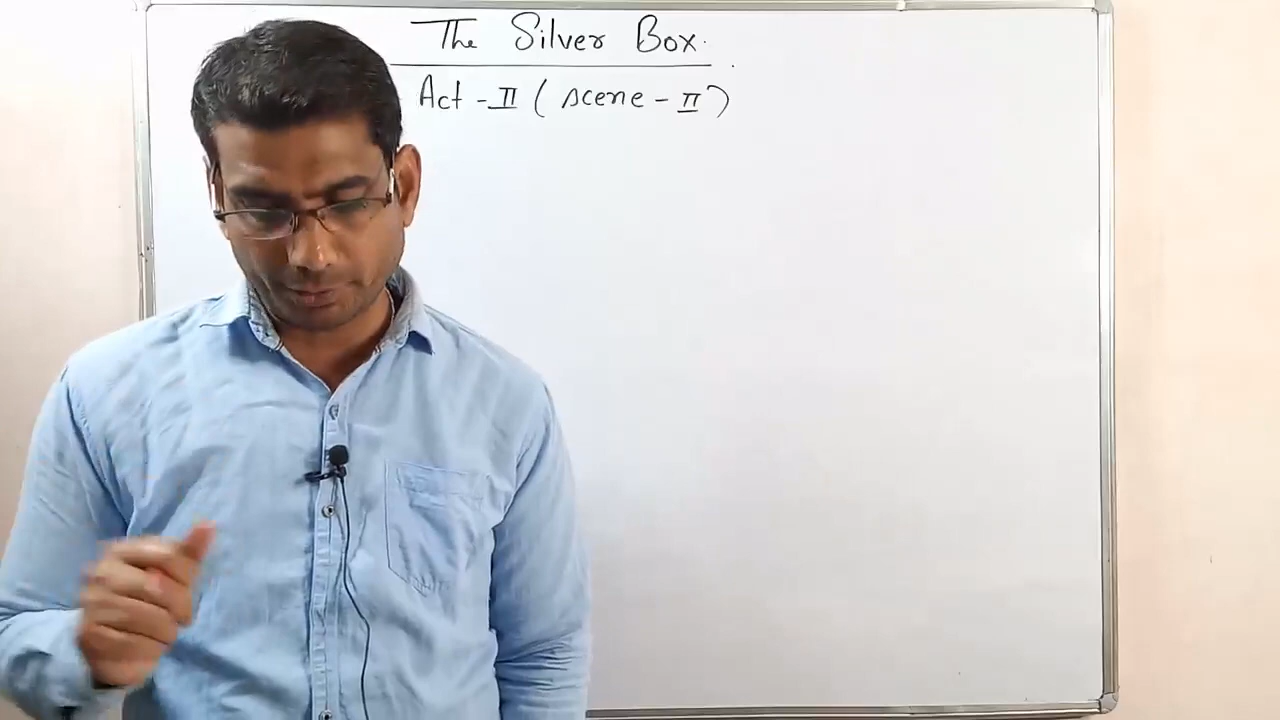 The Silver Box.
Act - II ( scene - II )